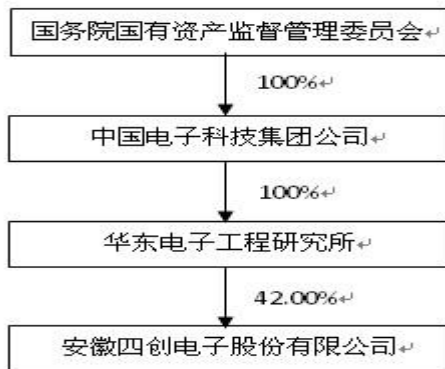 国务院国有资产监督管理委员会↵
100%↵
中国电子科技集团公司↵
100%↵
华东电子工程研究所↵
42.00%↵
安徽四创电子股份有限公司↵